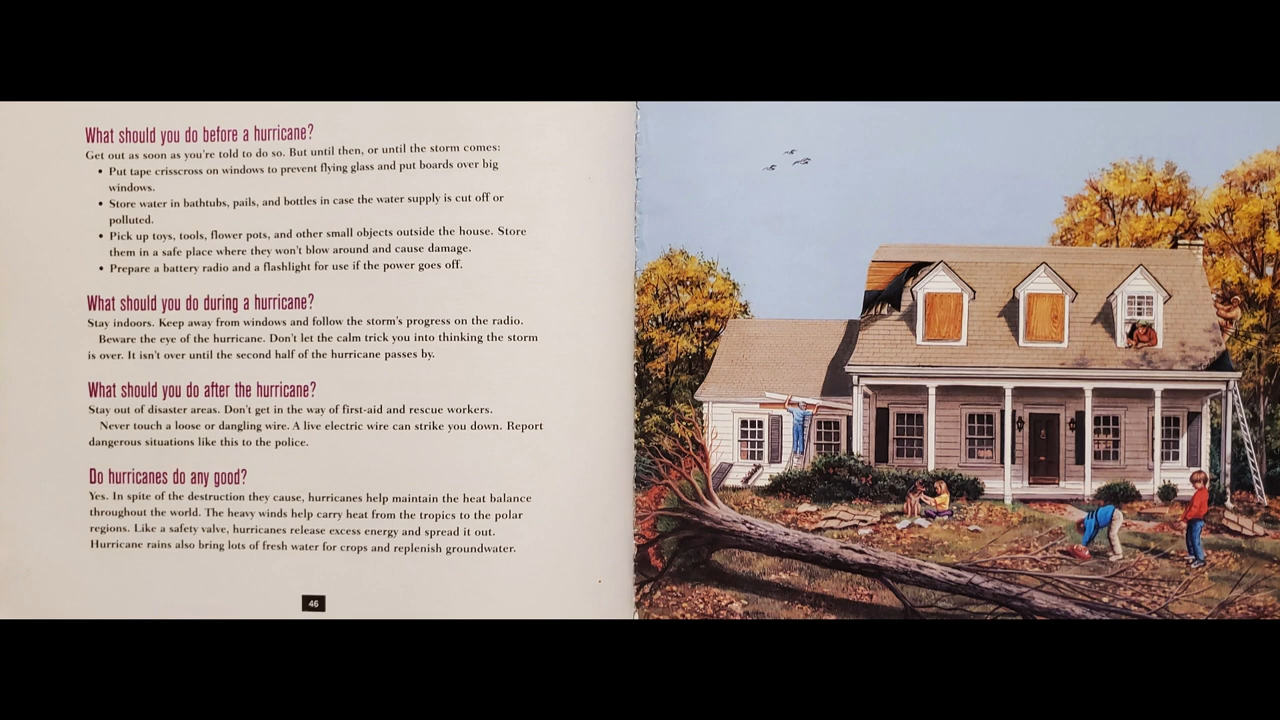 What should you do before a hurricane?
Get out as soon as you're told to do so. But until then, or until the storm comes:
• Put tape crisscross on windows to prevent flying glass and put boards over big
windows.
• Store water in bathtubs, pails, and bottles in case the water supply is cut off or
polluted.
• Pick up toys, tools, flower pots, and other small objects outside the house. Store
them in a safe place where they won't blow around and cause damage.
• Prepare a battery radio and a flashlight for use if the power goes off.
What should you do during a hurricane?
Stay indoors. Keep away from windows and follow the storm's progress on the radio.
Beware the eye of the hurricane. Don't let the calm trick you into thinking the storm
is over. It isn't over until the second half of the hurricane passes by.
What should you do after the hurricane?
Stay out of disaster areas. Don't get in the way of first-aid and rescue workers.
Never touch a loose or dangling wire. A live electric wire can strike you down. Report
dangerous situations like this to the police.
Do hurricanes do any good?
Yes. In spite of the destruction they cause, hurricanes help maintain the heat balance
throughout the world. The heavy winds help carry heat from the tropics to the polar
regions. Like a safety valve, hurricanes release excess energy and spread it out.
Hurricane rains also bring lots of fresh water for crops and replenish groundwater.
46